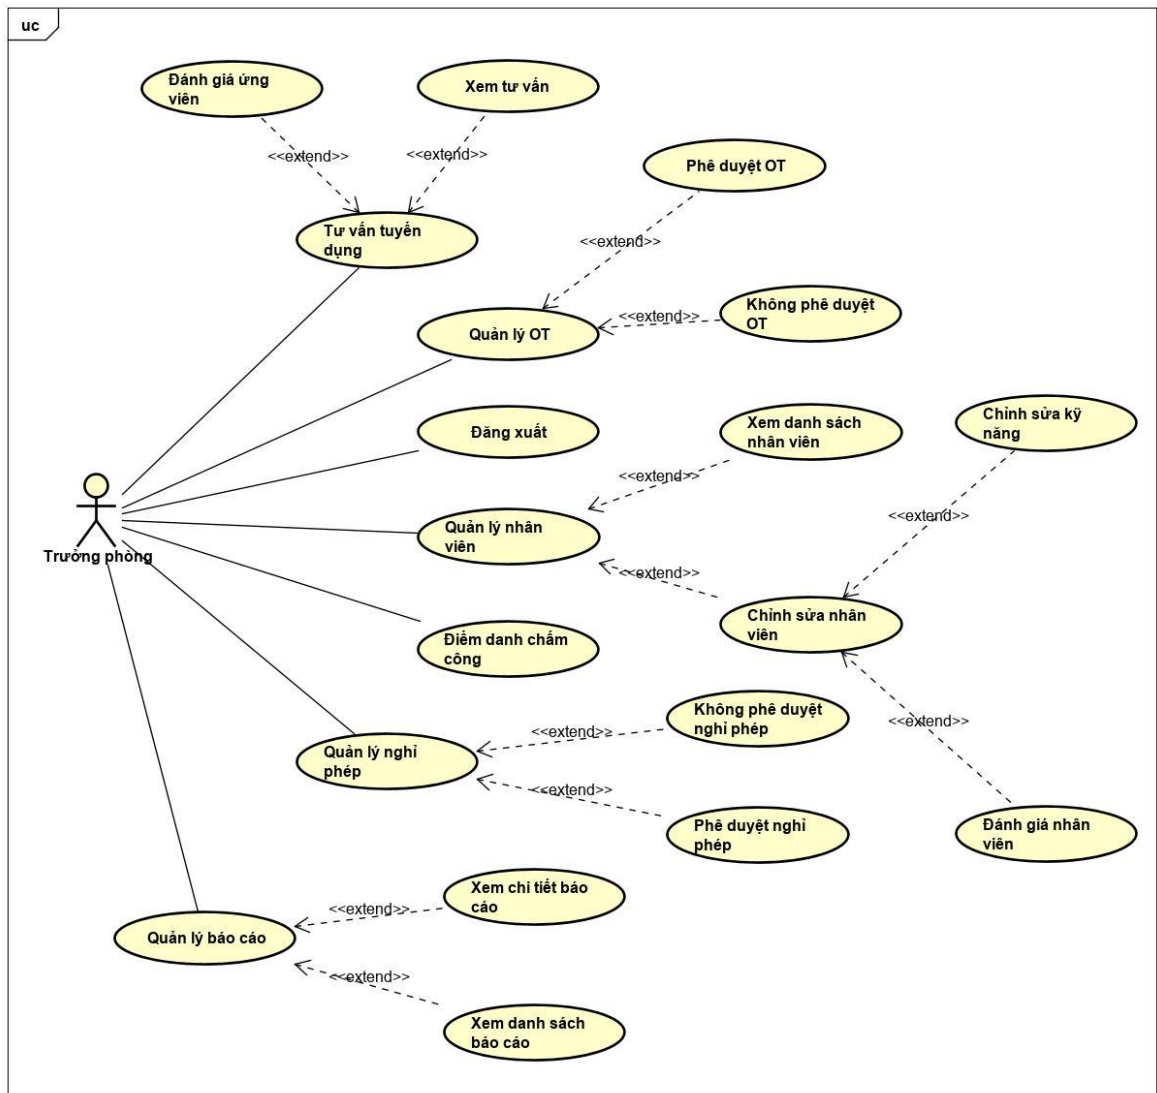 uc
Đánh giá ứng
viên
Xem tư vấn
<<extend>>
<<extend>>
Phê duyệt OT
Tư vấn tuyển
dụng
<<extend>>
Không phê duyệt
OT
<<extend>>
Quản lý OT
Đăng xuất
Xem danh sách
nhân viên
Chỉnh sửa kỹ
năng
<<extend>>
Quản lý nhân
viên
<<extend>>
Trưởng phòng
<<extend>>
Chỉnh sửa nhân
viên
Điểm danh chấm
công
Không phê duyệt
nghỉ phép
<<extend>>
<<extend>>
Quản lý nghỉ
phép
<<extend>>
Phê duyệt nghỉ
phép
Đánh giá nhân
viên
Xem chi tiết báo
cáo
<<extend>>
Quản lý báo cáo
<<extend>>
Xem danh sách
báo cáo